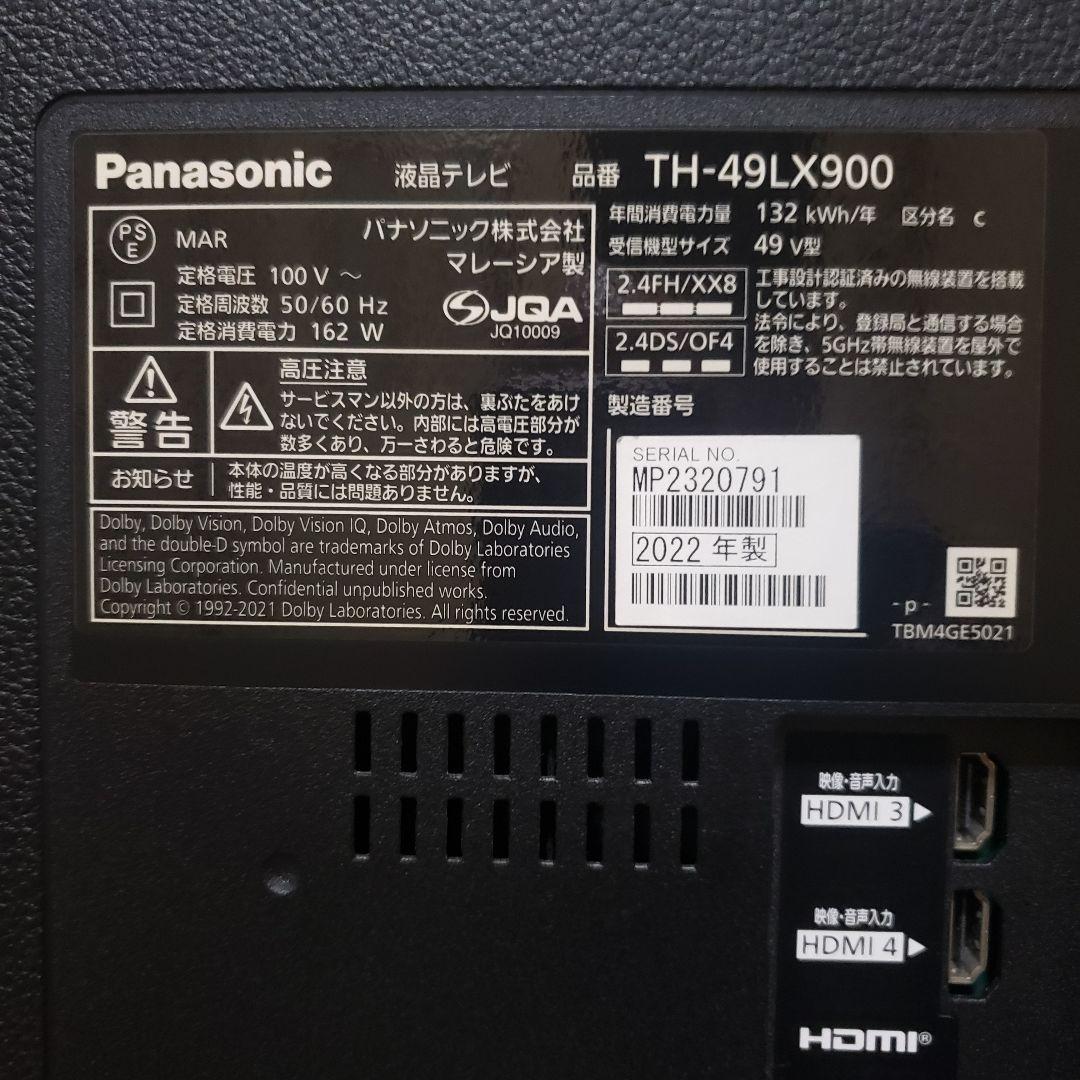 Panasonic 液晶テレビ 品番 TH-49LX900
PS
E
MAR
パナソニック株式会社
マレーシア製
定格電圧 100 V ～
定格周波数 50/60 Hz
定格消費電力 162 W
JQA
JQ10009
警告
高圧注意
サービスマン以外の方は、裏ぶたをあけ
ないでください。内部には高電圧部分が
数多くあり、万一さわると危険です。
お知らせ
本体の温度が高くなる部分がありますが、
性能・品質には問題ありません。
Dolby, Dolby Vision, Dolby Vision IQ, Dolby Atmos, Dolby Audio,
and the double-D symbol are trademarks of Dolby Laboratories
Licensing Corporation. Manufactured under license from
Dolby Laboratories. Confidential unpublished works.
Copyright © 1992-2021 Dolby Laboratories. All rights reserved.
年間消費電力量 132 kWh/年 区分名 c
受信機型サイズ 49 V型
2.4FH/XX8
2.4DS/OF4
工事設計認証済みの無線装置を搭載
しています。
法令により、登録局と通信する場合
を除き、5GHz帯無線装置を屋外で
使用することは禁止されています。
製造番号
SERIAL NO.
MP2320791
2022 年製
- p -
TBM4GE5021
映像・音声入力
HDMI 3
映像・音声入力
HDMI 4
HDMI®